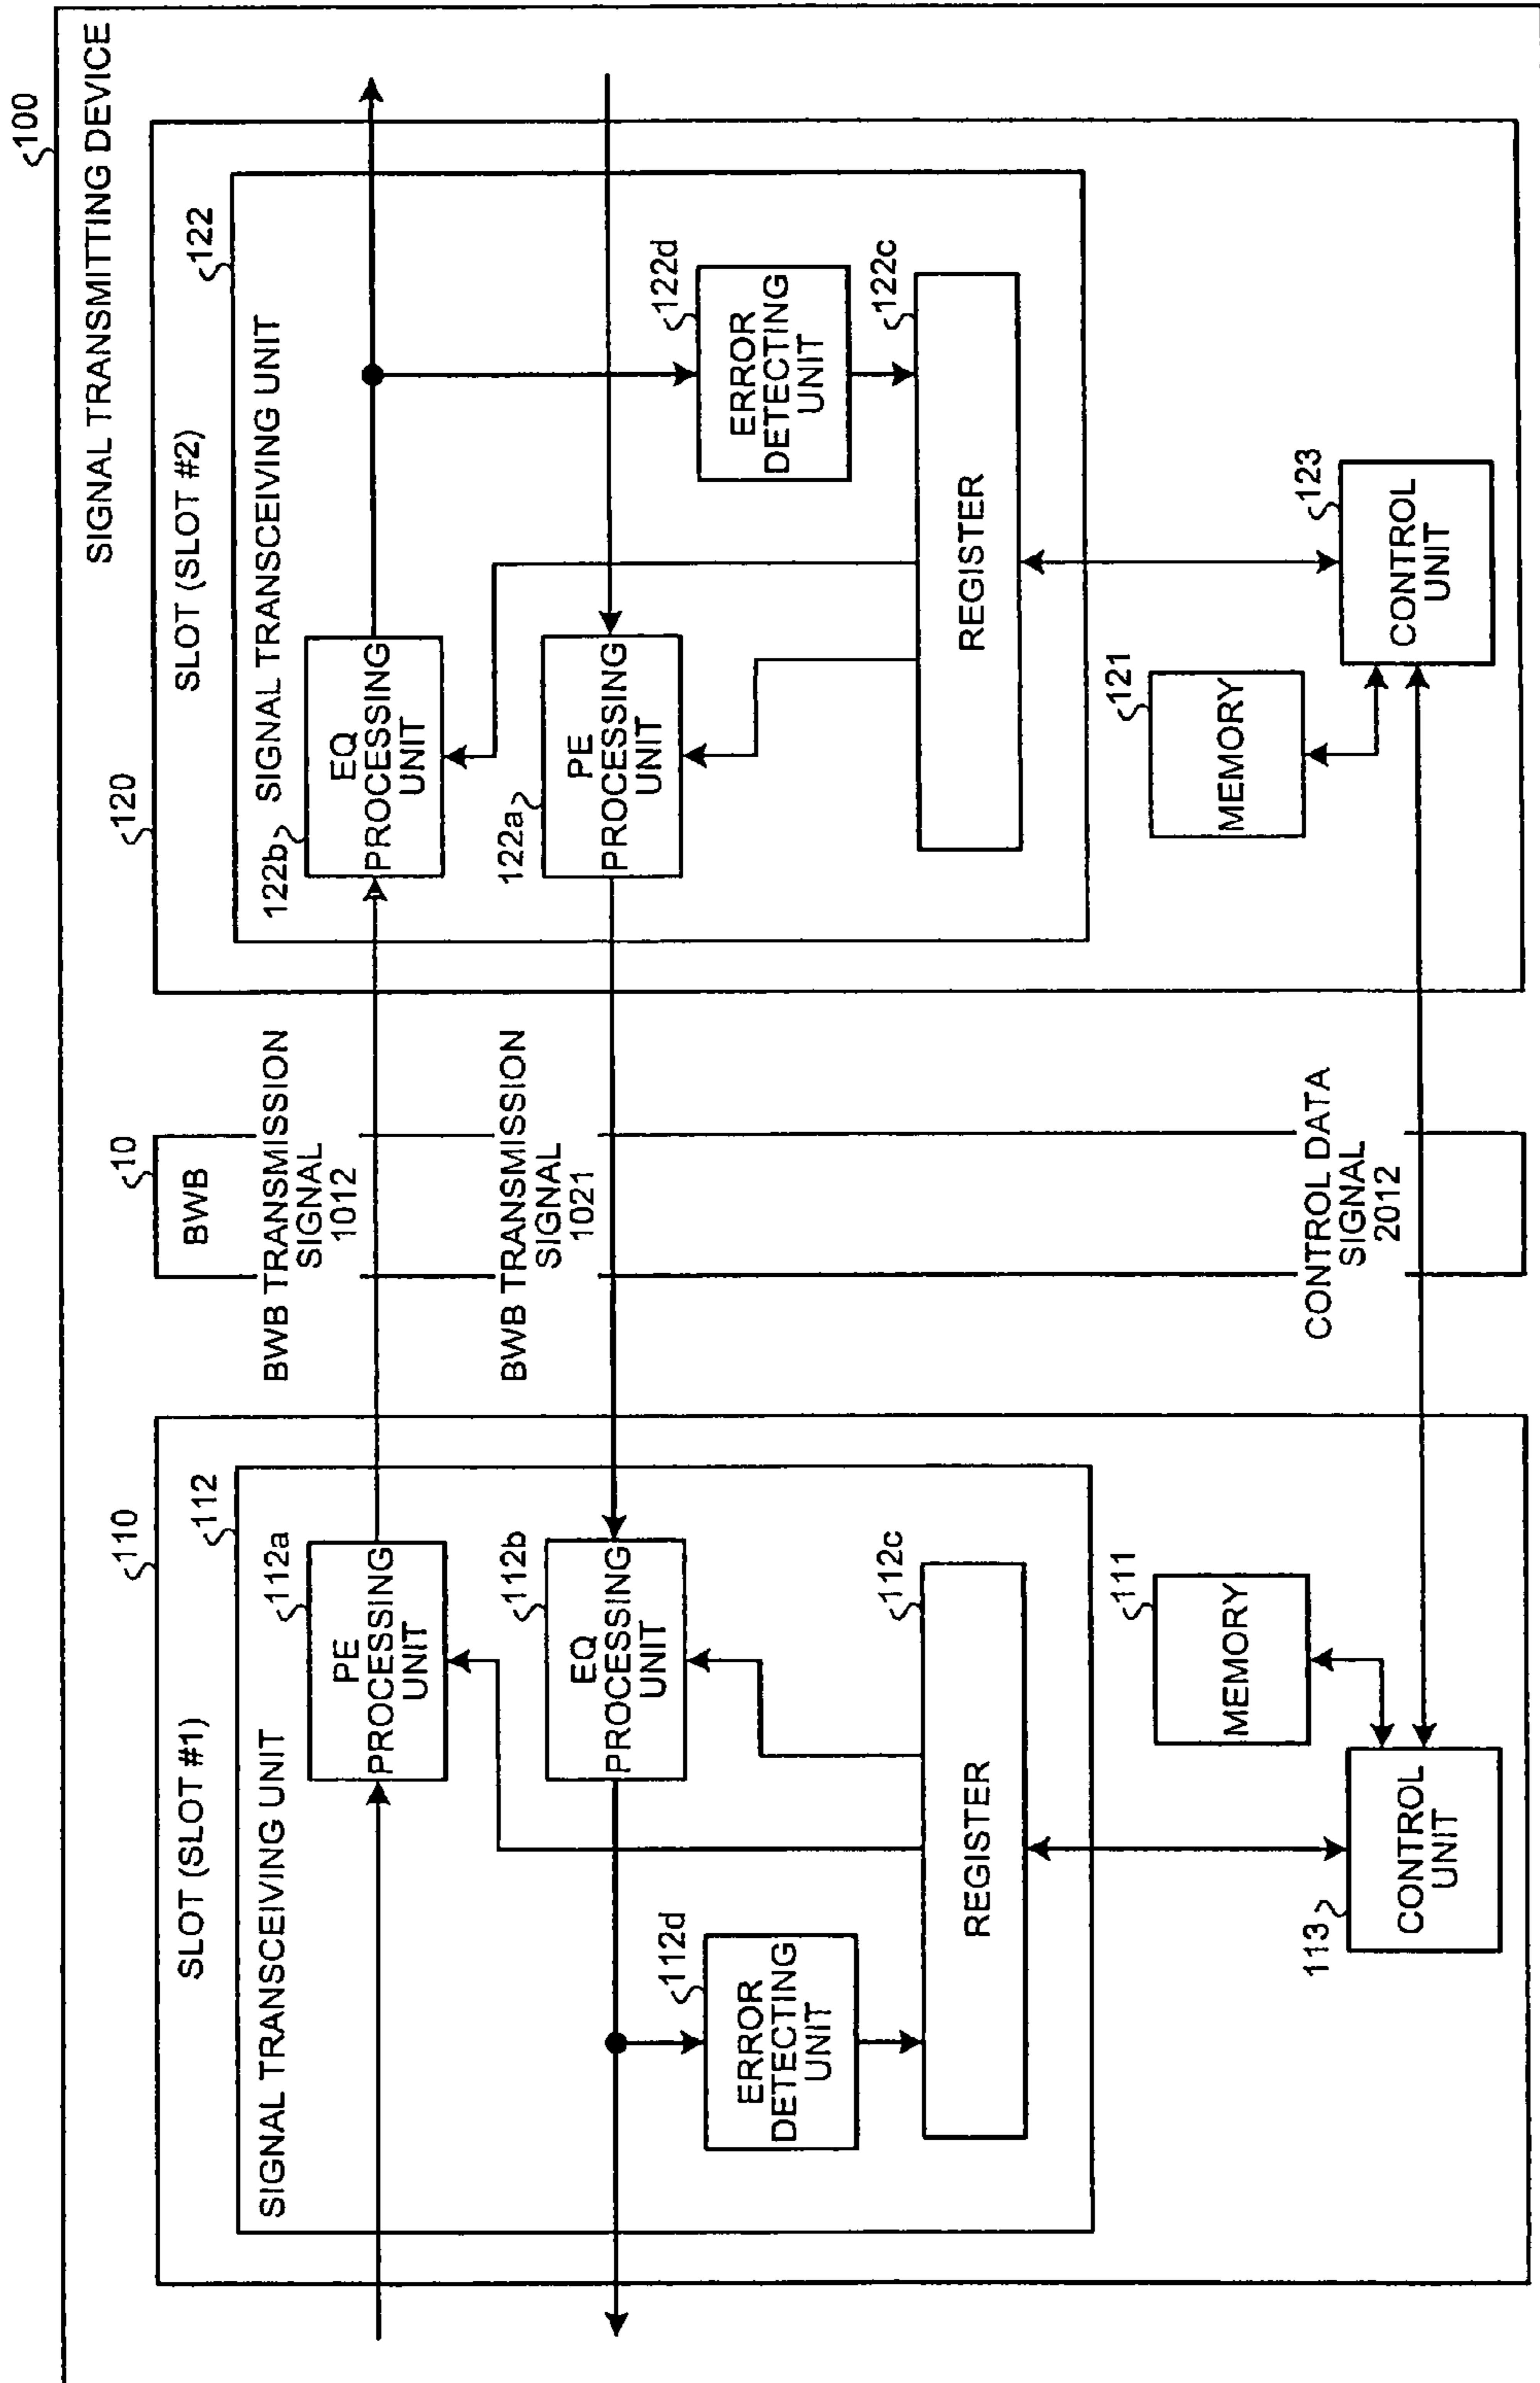 100
SIGNAL TRANSMITTING DEVICE
110
SLOT (SLOT #1)
112
SIGNAL TRANSCEIVING UNIT
112a
PE
PROCESSING
UNIT
112b
EQ
PROCESSING
UNIT
112d
ERROR
DETECTING
UNIT
112c
REGISTER
111
MEMORY
113
CONTROL
UNIT
10
BWB
BWB TRANSMISSION
SIGNAL
1012
BWB TRANSMISSION
SIGNAL
1021
CONTROL DATA
SIGNAL
2012
120
SLOT (SLOT #2)
122
SIGNAL TRANSCEIVING UNIT
122b
EQ
PROCESSING
UNIT
122a
PE
PROCESSING
UNIT
122d
ERROR
DETECTING
UNIT
122c
REGISTER
121
MEMORY
123
CONTROL
UNIT